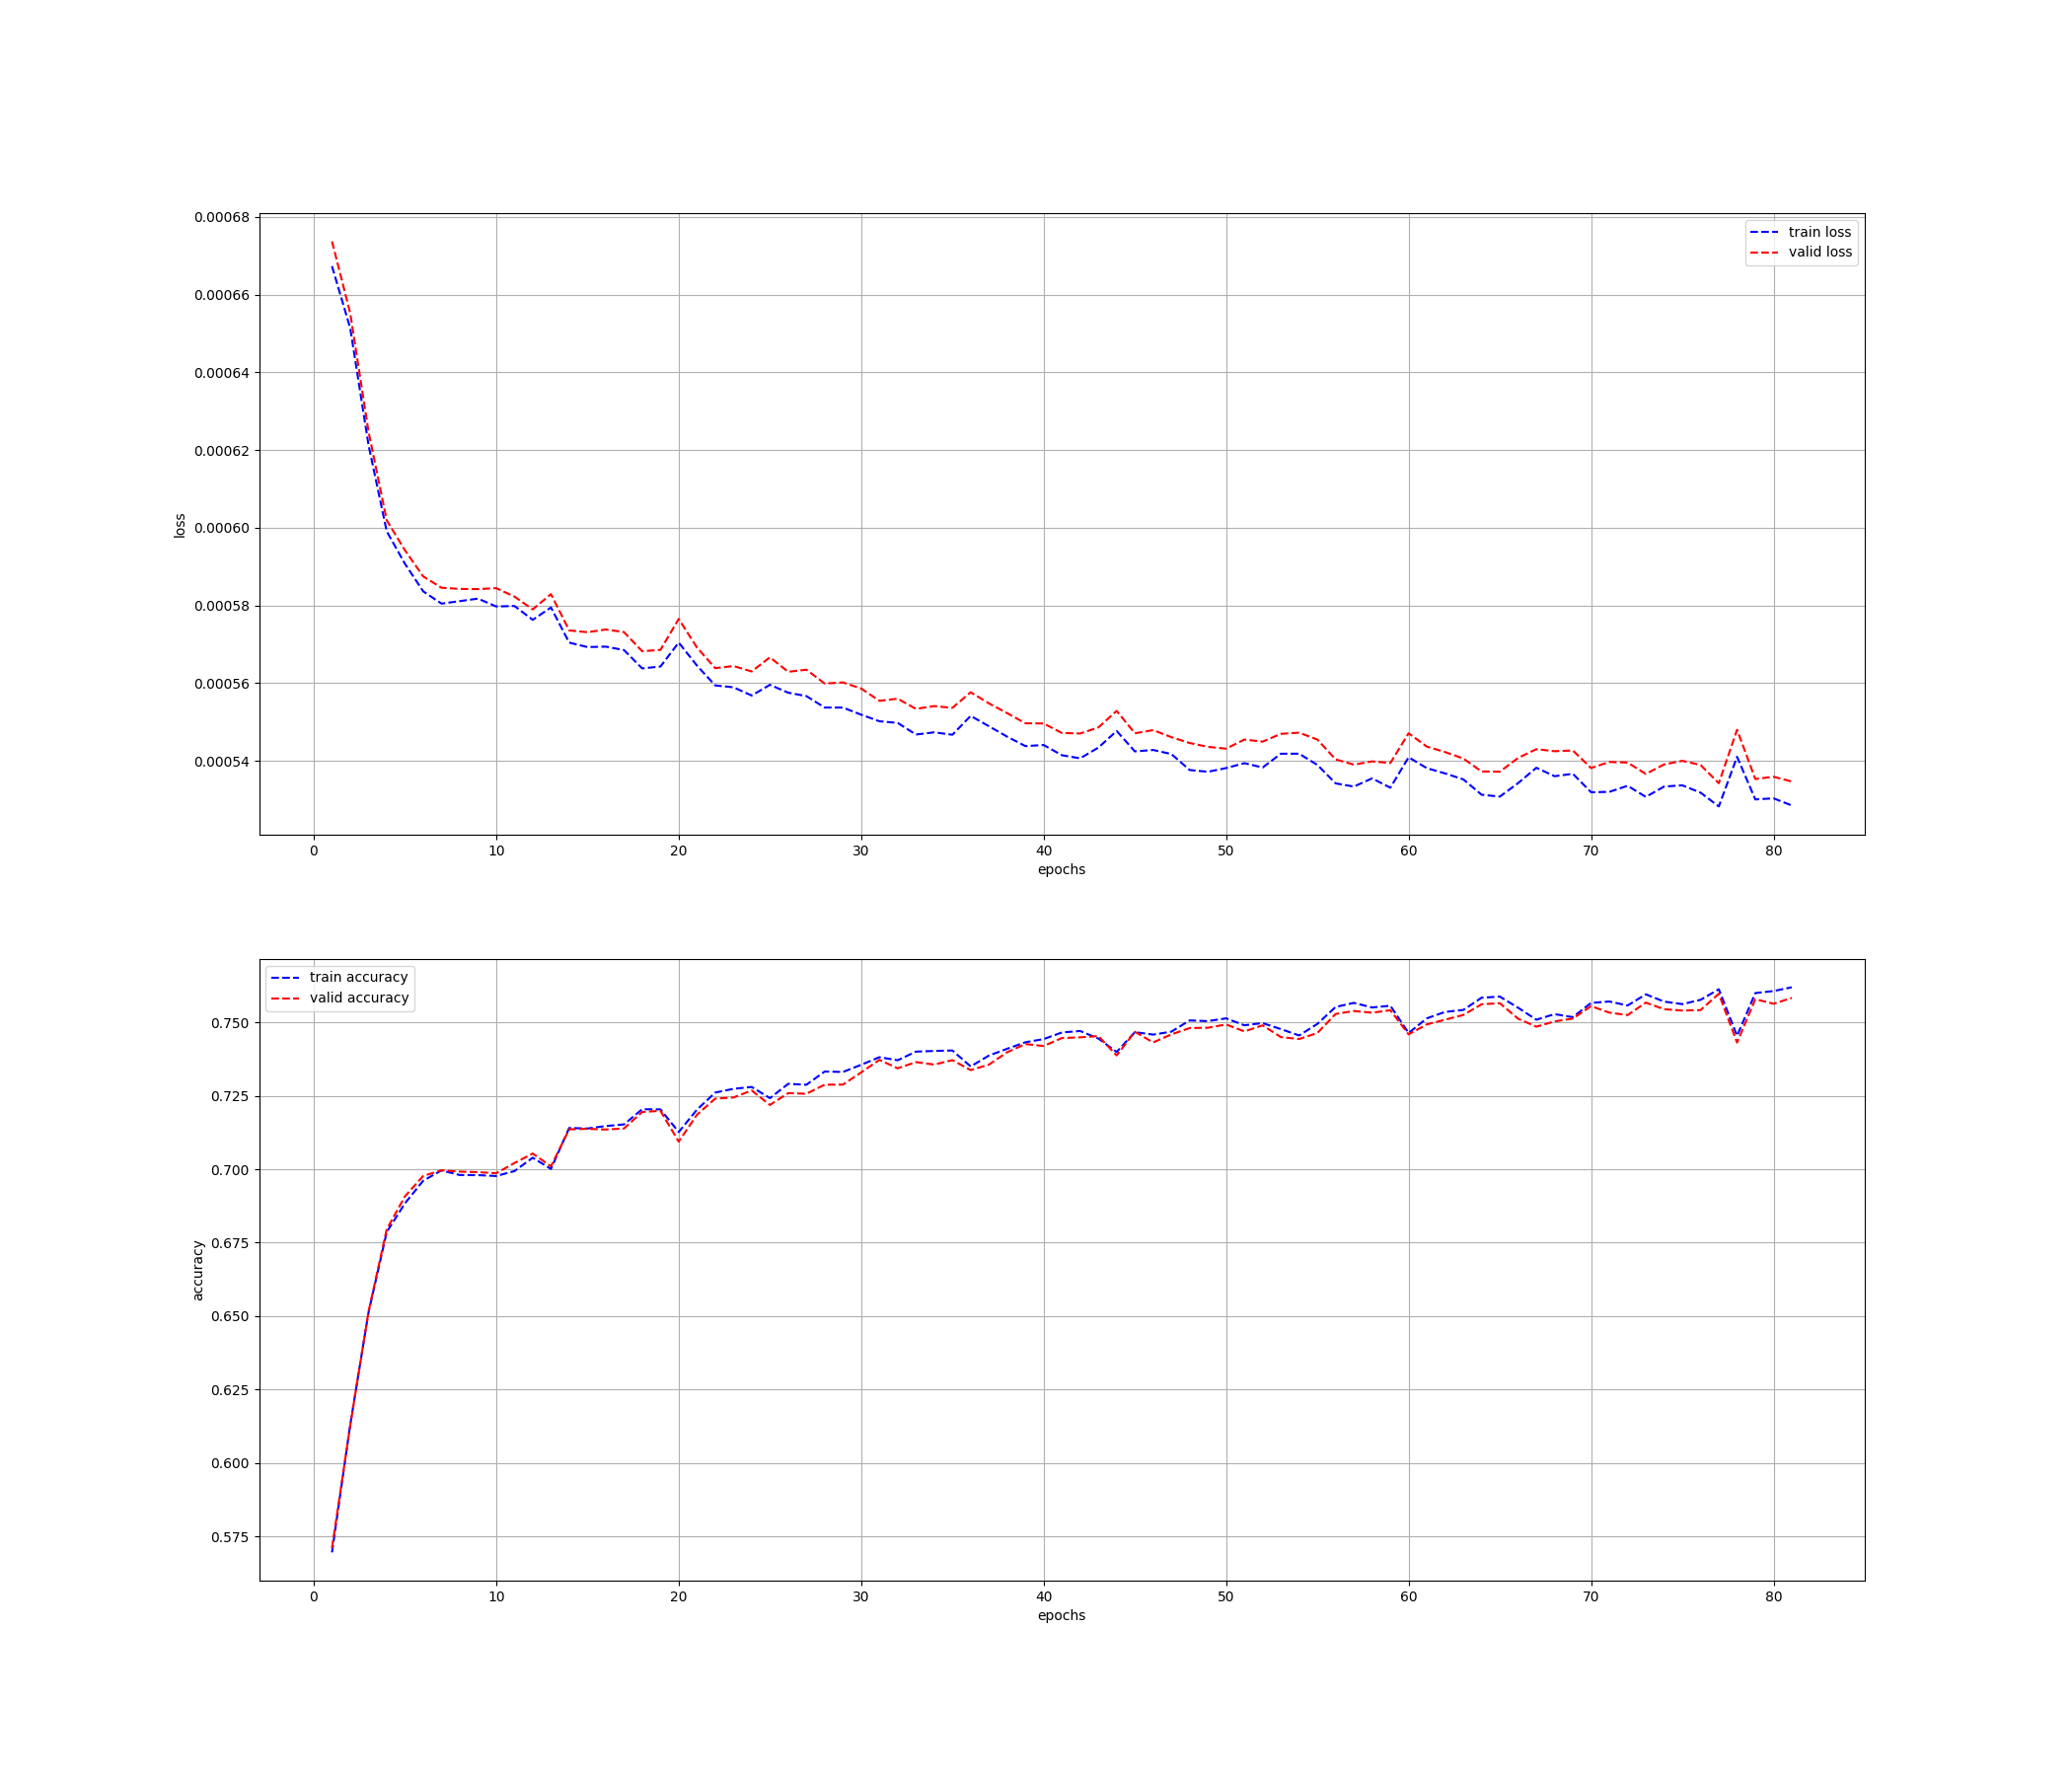 0.00068
train loss
valid loss
0.00066
0.00064
0.00062
0.00060
0.00058
0.00056
0.00054
loss
0 10 20 30 40 50 60 70 80
epochs
train accuracy
valid accuracy
0.750
0.725
0.700
0.675
0.650
0.625
0.600
0.575
accuracy
0 10 20 30 40 50 60 70 80
epochs